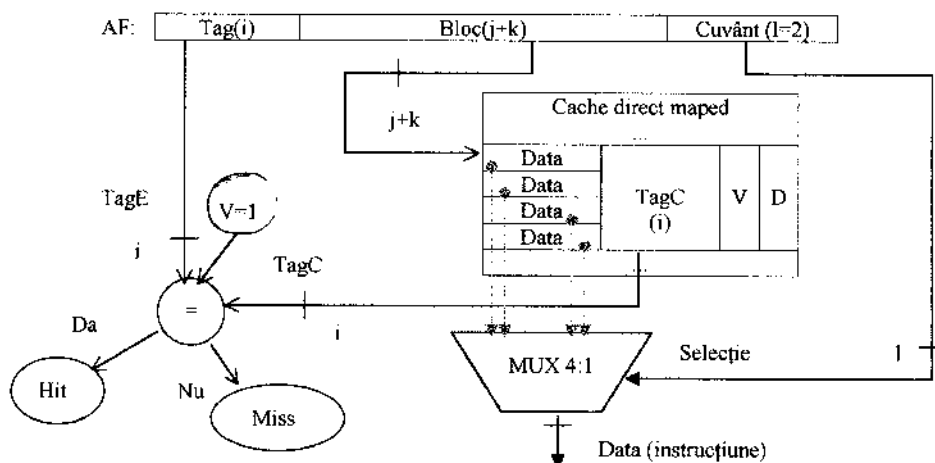 AF: Tag(i) Bloc(j+k) Cuvânt (l=2)
Cache direct maped
j+k
Data
Data
Data
Data
TagC
(i)
V
D
TagE
V=1
j
TagC
=
i
Da
Nu
Hit
Miss
MUX 4:1
Selecție
l
Data (instrucțiune)